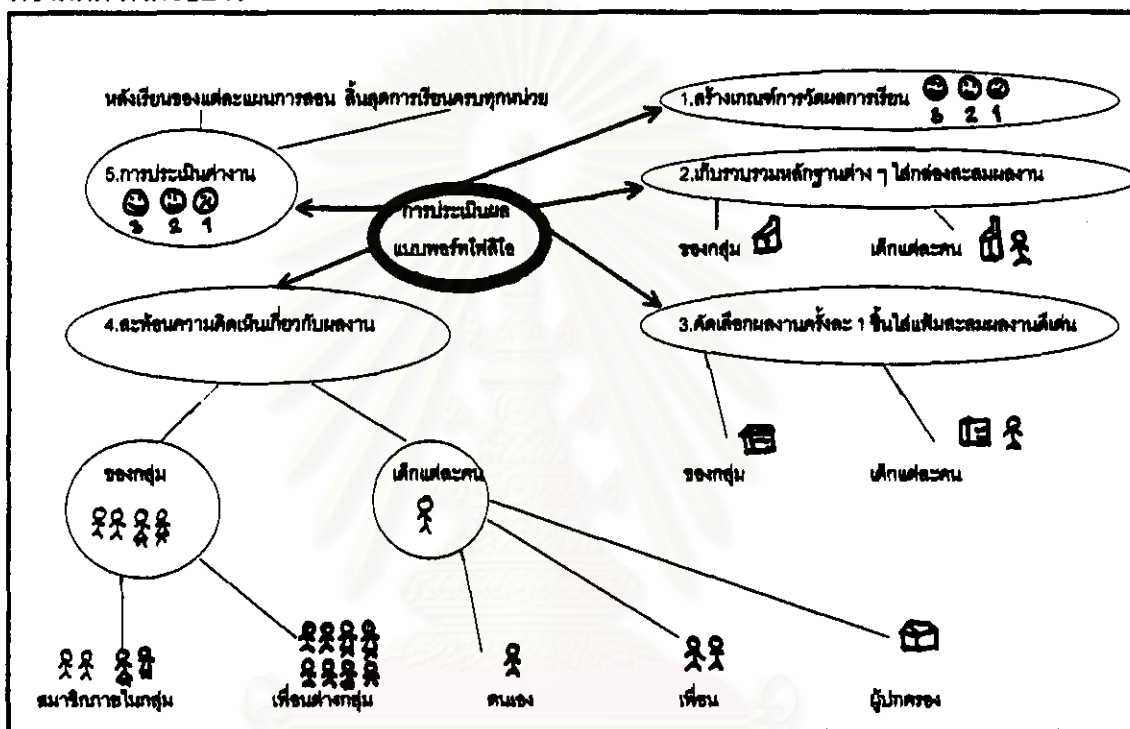 หลังเรียนของแต่ละแผนการสอน สิ้นสุดการเรียนครบทุกหน่วย
1.สร้างเกณฑ์การวัดผลการเรียน
3 2 1
5.การประเมินค่างาน
3 2 1
2.เก็บรวบรวมหลักฐานต่าง ๆ ใส่กล่องสะสมผลงาน
การประเมินผล
แบบพอร์ตโฟลิโอ
ของกลุ่ม
เด็กแต่ละคน
4.สะท้อนความคิดเห็นเกี่ยวกับผลงาน
3.คัดเลือกผลงานครั้งละ 1 ชิ้นใส่แฟ้มสะสมผลงานดีเด่น
ของกลุ่ม
เด็กแต่ละคน
ของกลุ่ม
เด็กแต่ละคน
สมาชิกภายในกลุ่ม
เพื่อนต่างกลุ่ม
ตนเอง
เพื่อน
ผู้ปกครอง